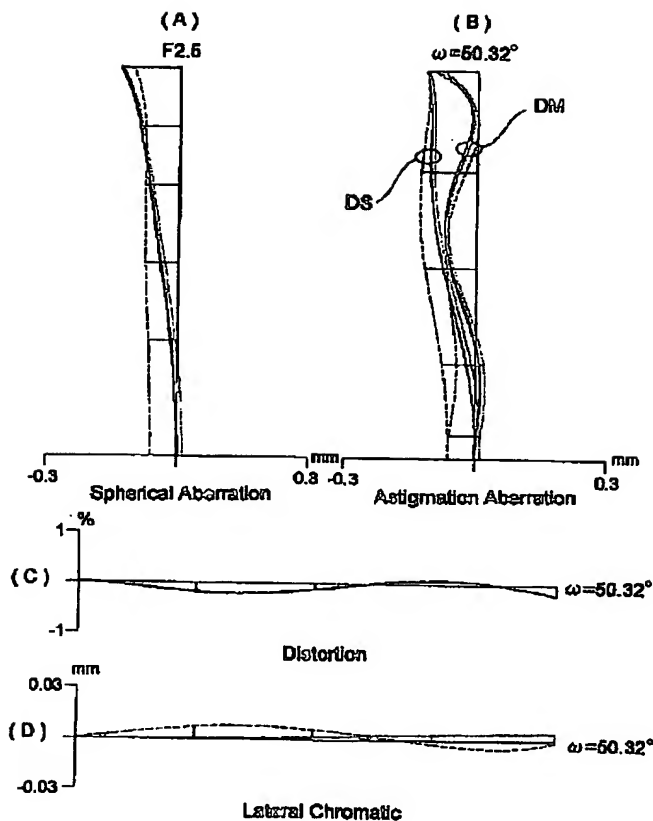 ( A )
F2.5
( B )
ω=50.32°
DM
DS
-0.3
0.3
mm
-0.3
0.3
mm
Spherical Aberration
Astigmation Aberration
%
1
( C )
-1
ω=50.32°
Distortion
mm
0.03
( D )
-0.03
ω=50.32°
Lateral Chromatic